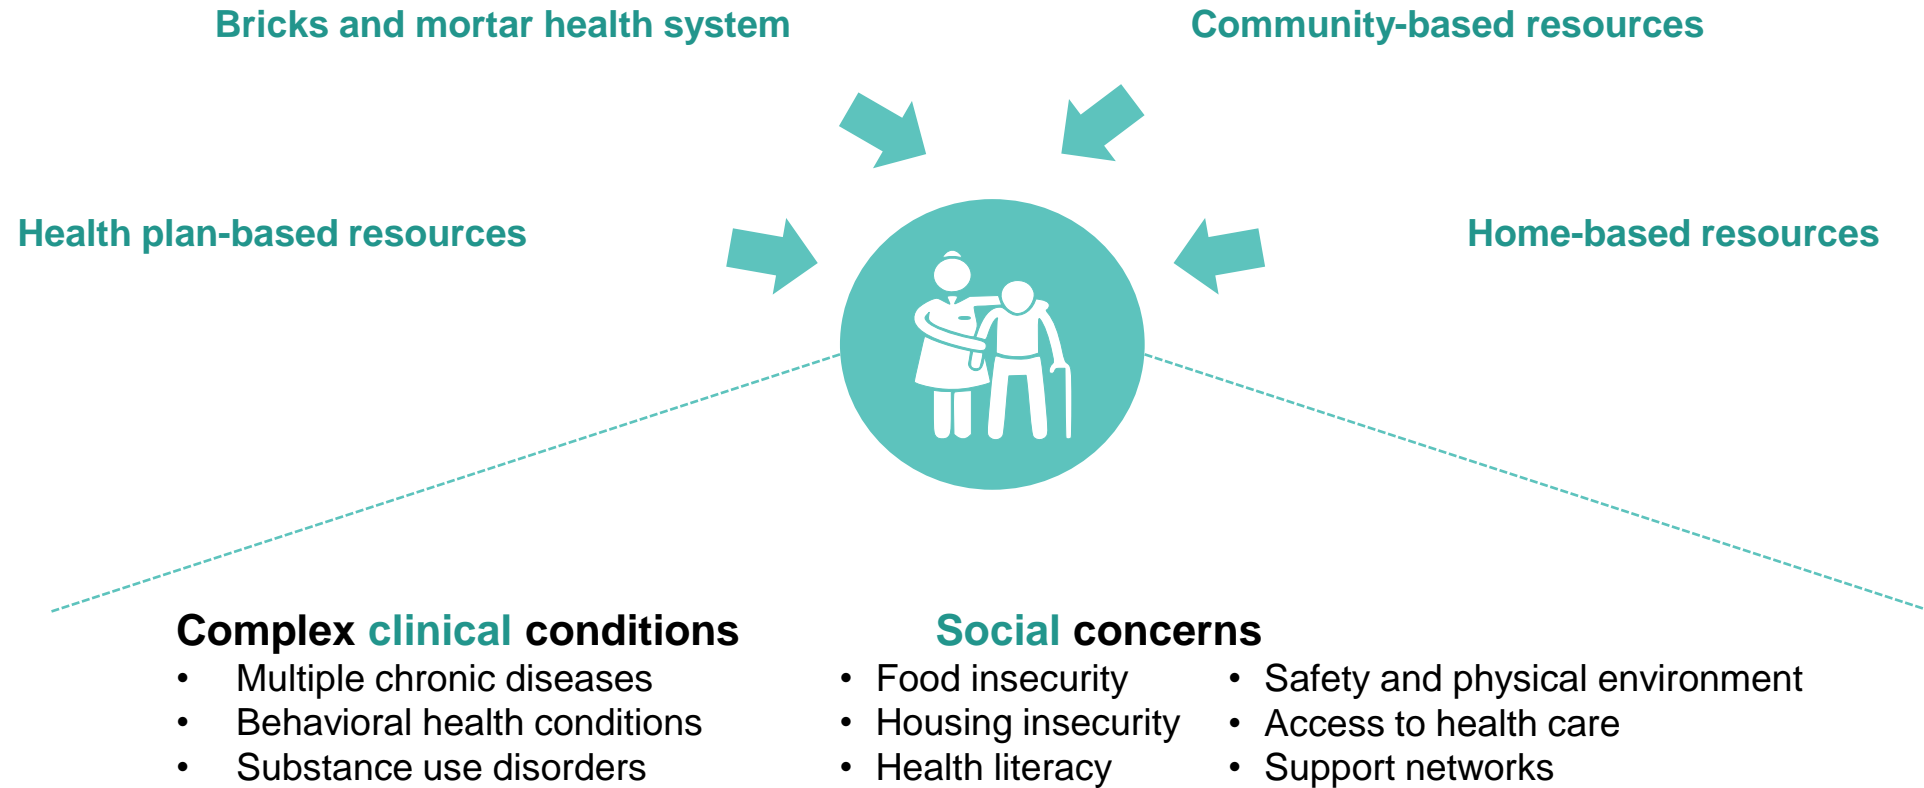 Bricks and mortar health system
Community-based resources
Health plan-based resources
Home-based resources
Complex clinical conditions
• Multiple chronic diseases
• Behavioral health conditions
• Substance use disorders
Social concerns
• Food insecurity
• Housing insecurity
• Health literacy
• Safety and physical environment
• Access to health care
• Support networks